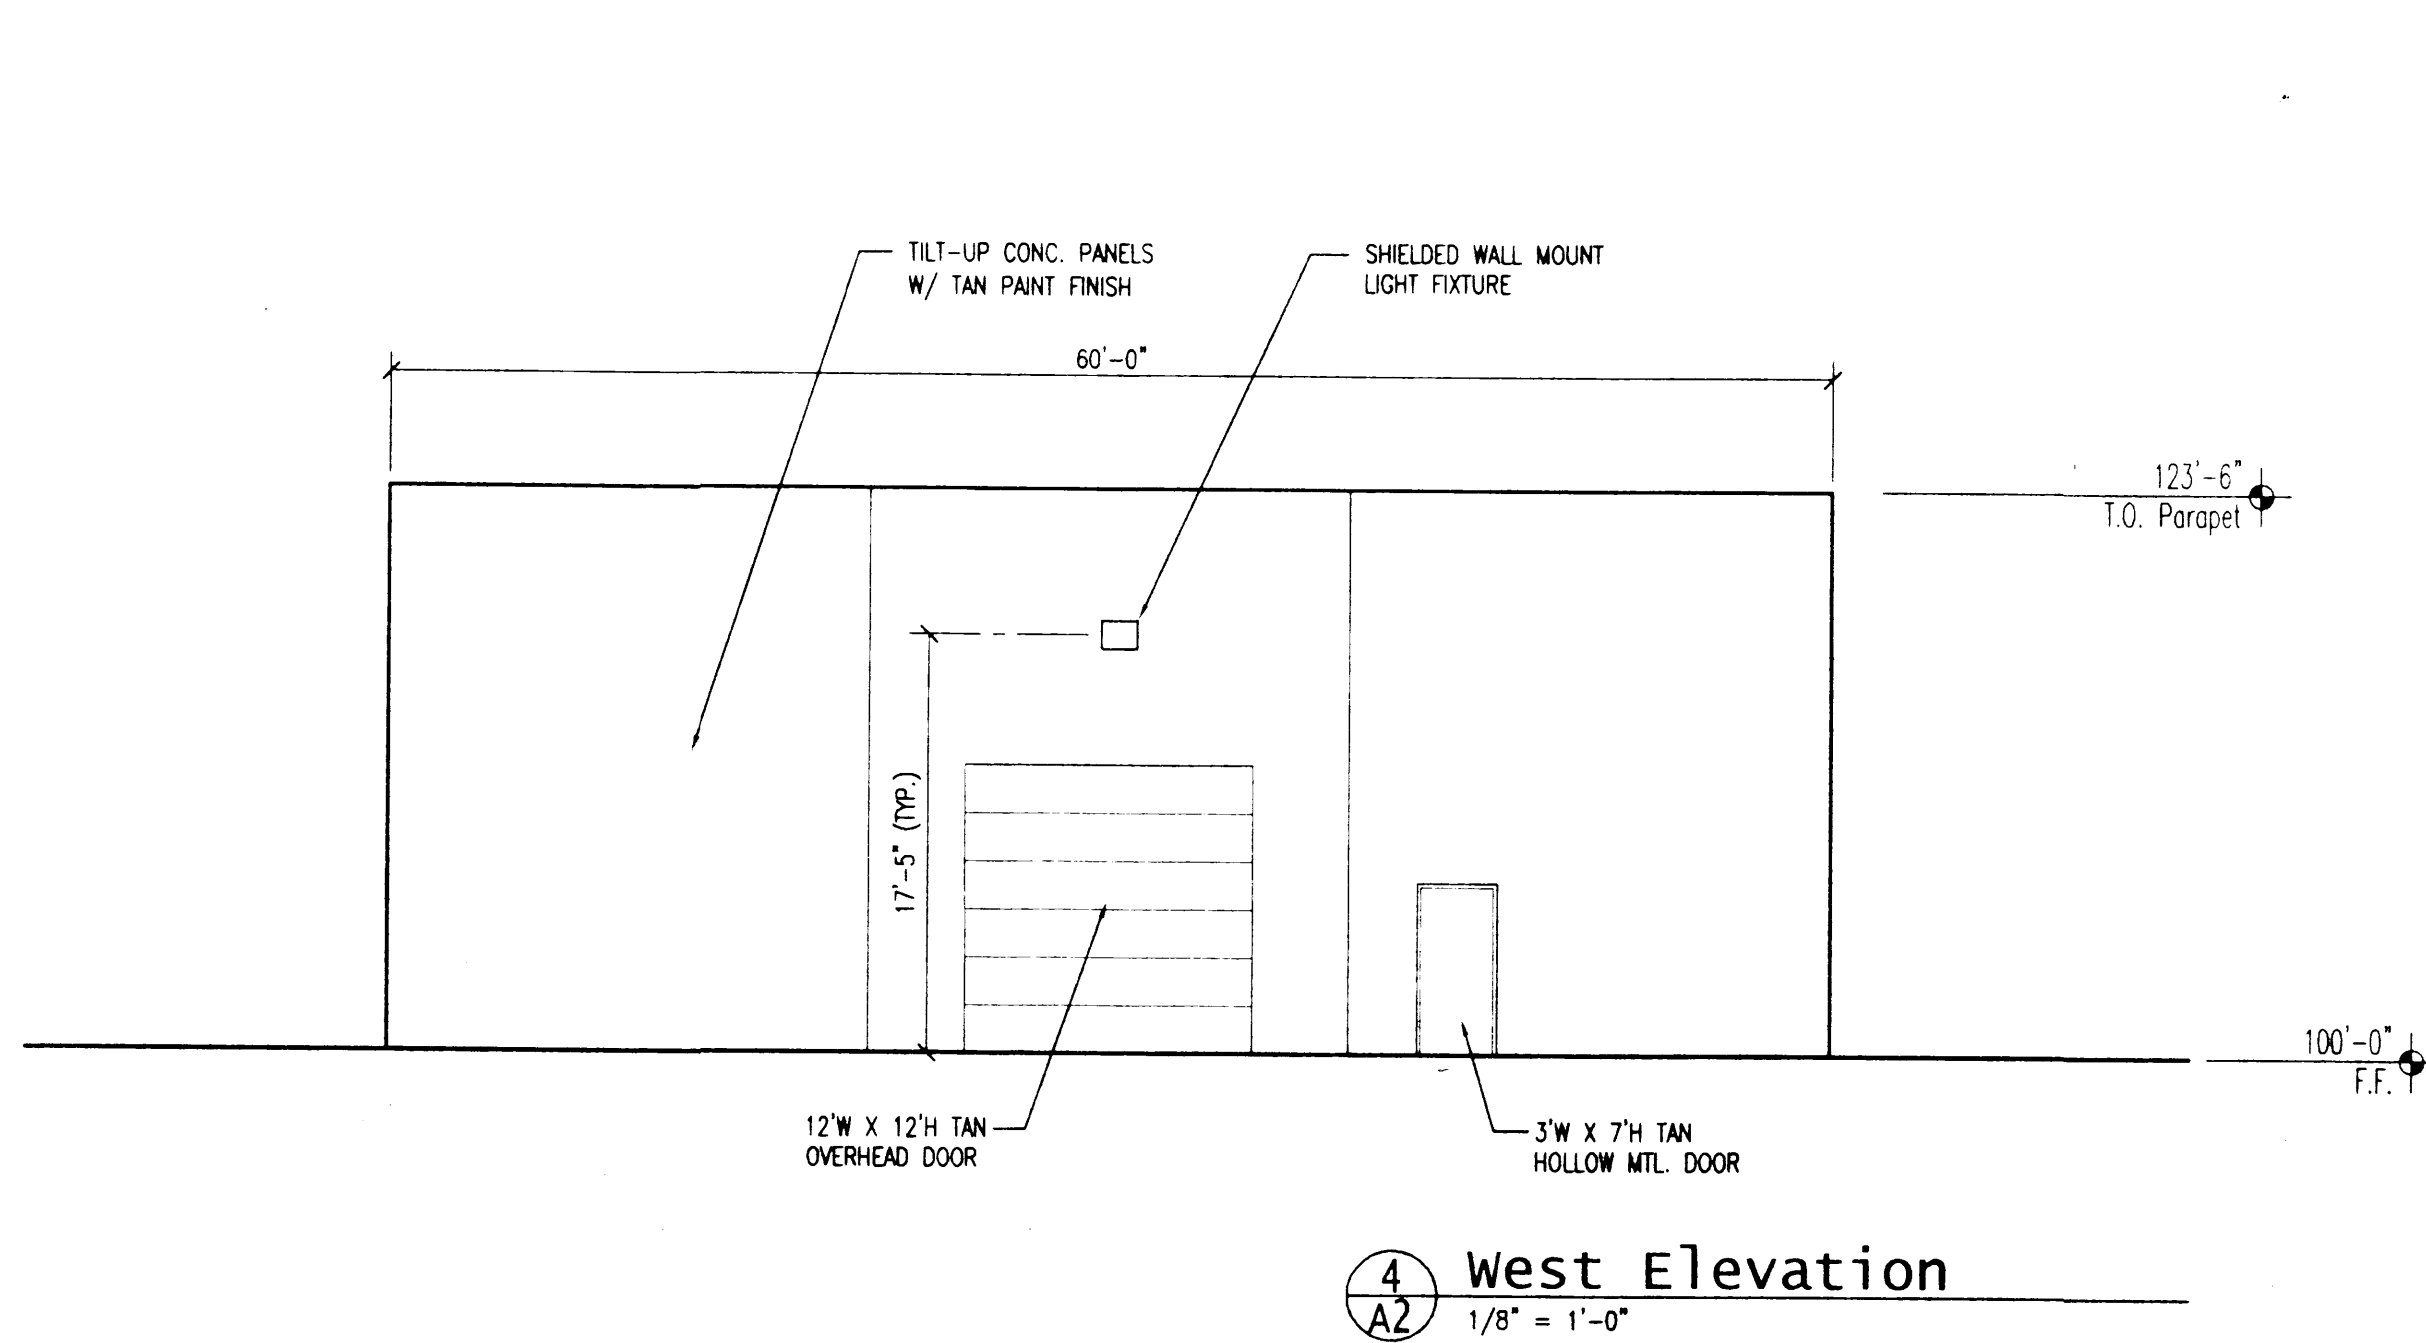 TILT-UP CONC. PANELS
W/ TAN PAINT FINISH
SHIELDED WALL MOUNT
LIGHT FIXTURE
60'-0"
123'-6"
T.O. Parapet
17'-5" (TYP.)
100'-0"
F.F.
12'W X 12'H TAN
OVERHEAD DOOR
3'W X 7'H TAN
HOLLOW MTL. DOOR
4
A2
West Elevation
1/8" = 1'-0"